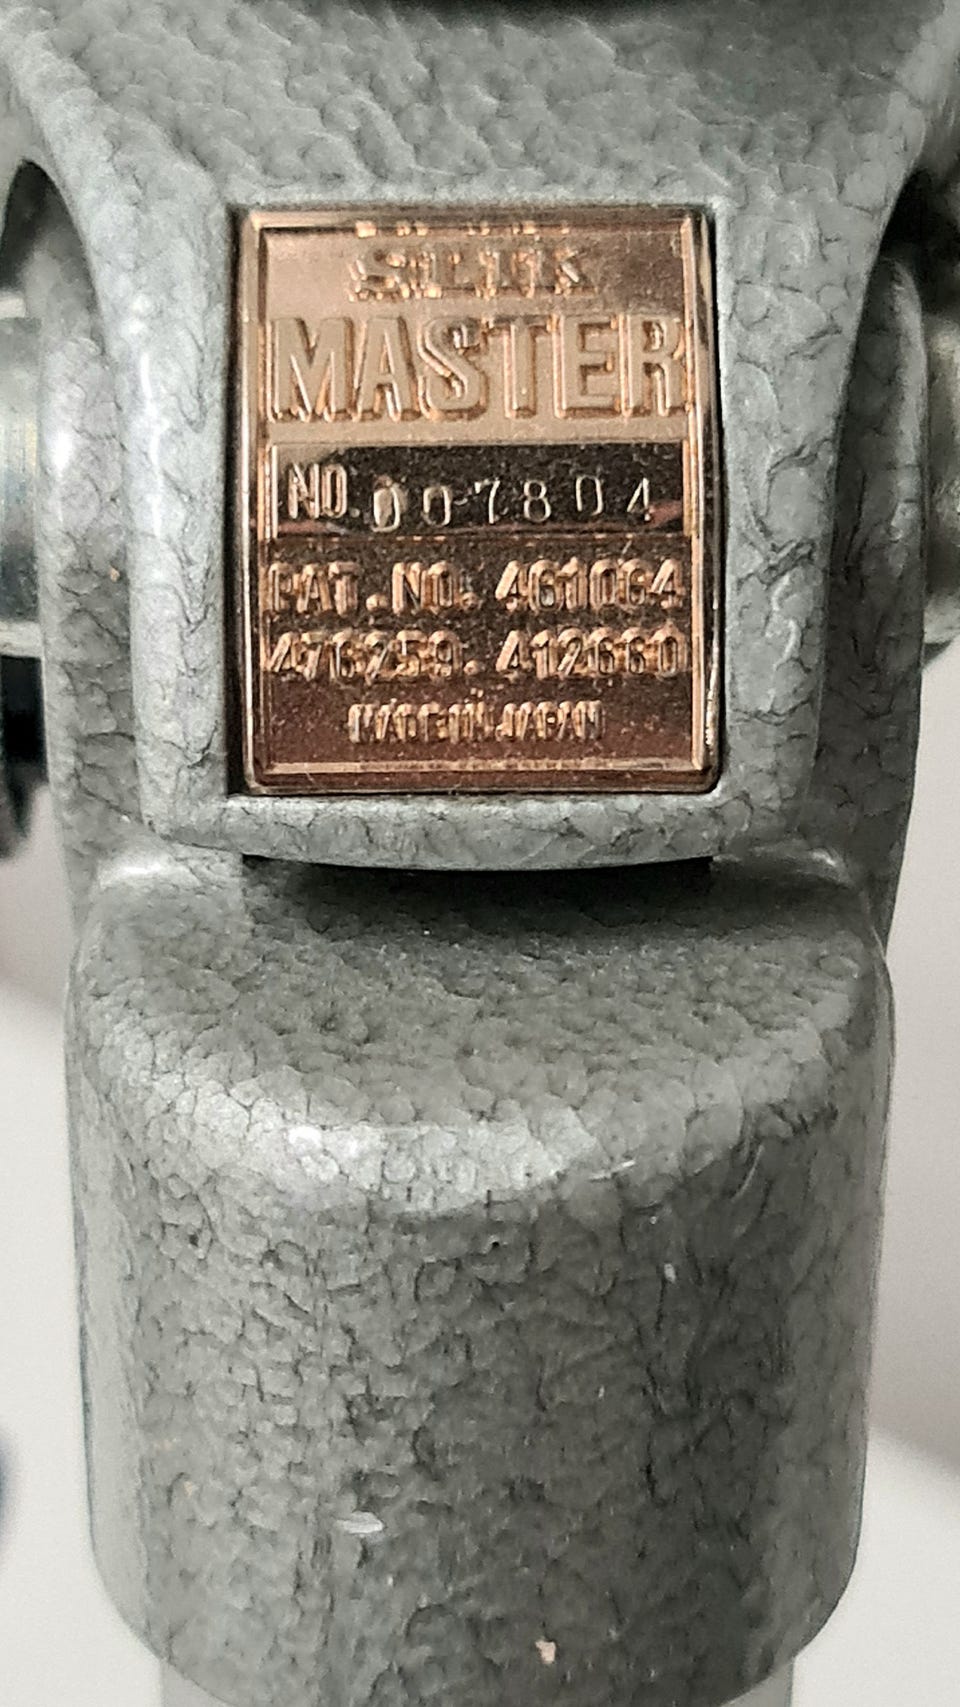 SLIK
MASTER
NO. 007804
PAT.NO. 461064
476259. 412660
MADE IN JAPAN